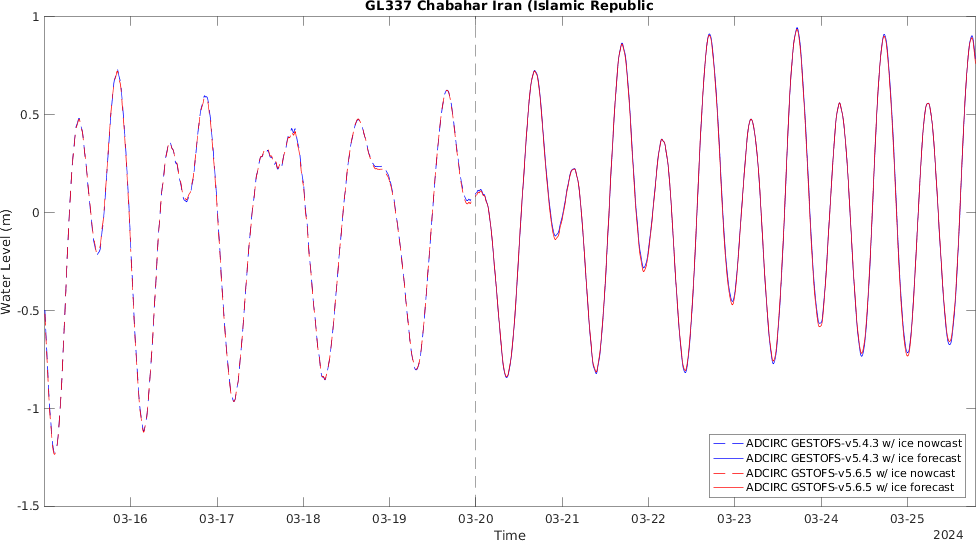 GL337 Chabahar Iran (Islamic Republic
1
0.5
0
-0.5
-1
-1.5
Water Level (m)
03-16
03-17
03-18
03-19
03-20
03-21
03-22
03-23
03-24
03-25
Time
2024
ADCIRC GESTOFS-v5.4.3 w/ ice nowcast
ADCIRC GESTOFS-v5.4.3 w/ ice forecast
ADCIRC GSTOFS-v5.6.5 w/ ice nowcast
ADCIRC GSTOFS-v5.6.5 w/ ice forecast